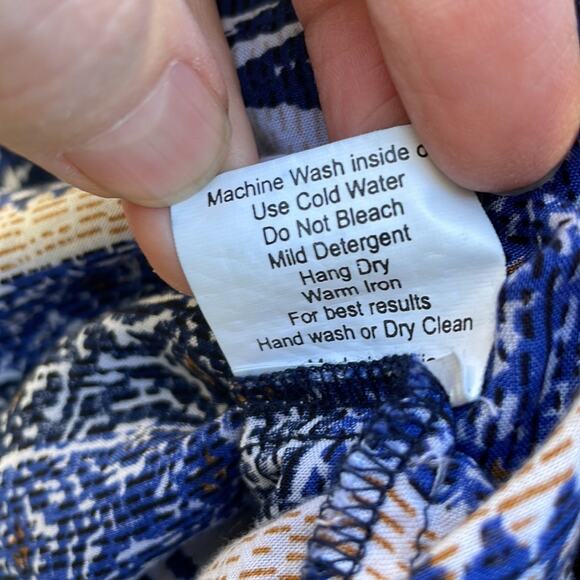 Machine Wash inside
Use Cold Water
Do Not Bleach
Mild Detergent
Hang Dry
Warm Iron
For best results
Hand wash or Dry Clean